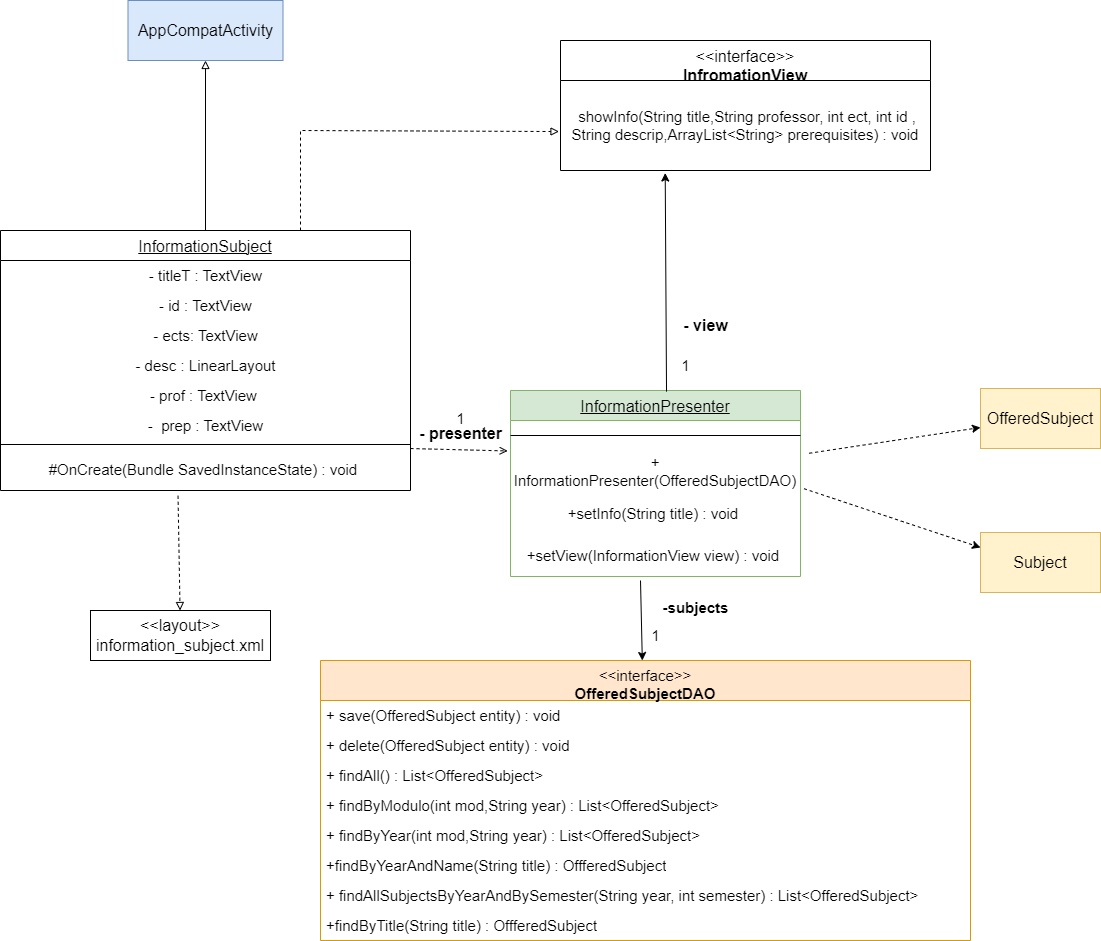 AppCompatActivity
<<interface>>
InfromationView
showInfo(String title,String professor, int ect, int id ,
String descrip,ArrayList<String> prerequisites) : void
InformationSubject
- titleT : TextView
- id : TextView
- ects: TextView
- desc : LinearLayout
- prof : TextView
- prep : TextView
#OnCreate(Bundle SavedInstanceState) : void
- view
1
1
- presenter
InformationPresenter
+
InformationPresenter(OfferedSubjectDAO)
+setInfo(String title) : void
+setView(InformationView view) : void
OfferedSubject
Subject
<<layout>>
information_subject.xml
-subjects
1
<<interface>>
OfferedSubjectDAO
+ save(OfferedSubject entity) : void
+ delete(OfferedSubject entity) : void
+ findAll() : List<OfferedSubject>
+ findByModulo(int mod,String year) : List<OfferedSubject>
+ findByYear(int mod,String year) : List<OfferedSubject>
+findByYearAndName(String title) : OffferedSubject
+ findAllSubjectsByYearAndBySemester(String year, int semester) : List<OfferedSubject>
+findByTitle(String title) : OffferedSubject